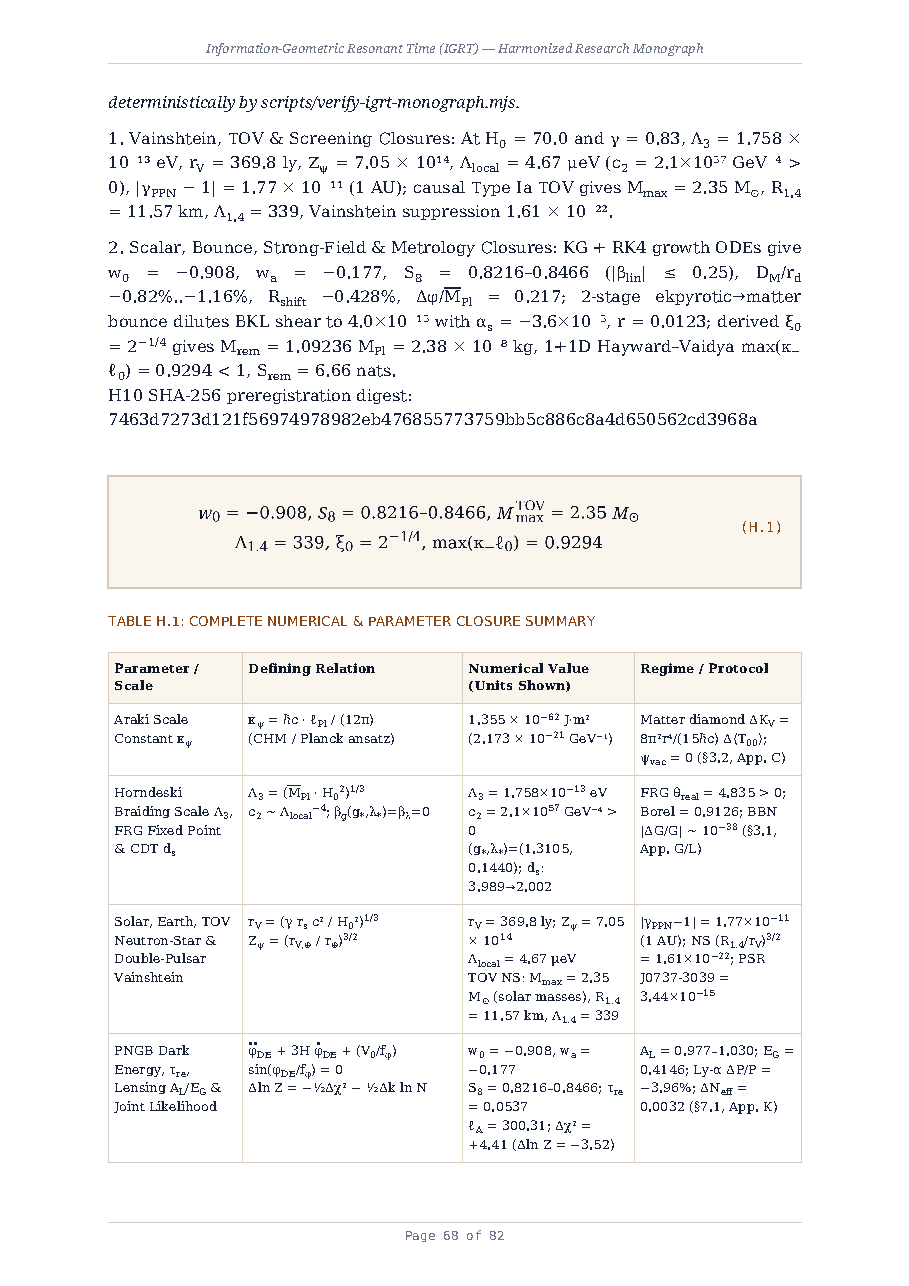 Information-Geometric Resonant Time (IGRT) — Harmonized Research Monograph
deterministically by scripts/verify-igrt-monograph.mjs.
1. Vainshtein, TOV & Screening Closures: At H₀ = 70.0 and γ = 0.83, Λ₃ = 1.758 ×
10⁻¹³ eV, r_V = 369.8 ly, Z_ψ = 7.05 × 10¹⁴, Λ_local = 4.67 μeV (c₂ = 2.1×10⁵⁷ GeV⁻⁴ >
0), |γ_PPN − 1| = 1.77 × 10⁻¹¹ (1 AU); causal Type Ia TOV gives M_max = 2.35 M_⊙, R_1.4
= 11.57 km, Λ_1.4 = 339, Vainshtein suppression 1.61 × 10⁻²².
2. Scalar, Bounce, Strong-Field & Metrology Closures: KG + RK4 growth ODEs give
w₀ = −0.908, w_a = −0.177, S₈ = 0.8216–0.8466 (|β_lin| ≤ 0.25), D_M/r_d
−0.82%..−1.16%, R_shift −0.428%, Δφ/M̅_Pl = 0.217; 2-stage ekpyrotic→matter
bounce dilutes BKL shear to 4.0×10⁻¹⁵ with α_s = −3.6×10⁻⁵, r = 0.0123; derived ξ₀
= 2^−1/4 gives M_rem = 1.09236 M_Pl = 2.38 × 10⁻⁸ kg, 1+1D Hayward–Vaidya max(κ_−
ℓ₀) = 0.9294 < 1, S_rem = 6.66 nats.
H10 SHA-256 preregistration digest:
7463d7273d121f56974978982eb476855773759bb5c886c8a4d650562cd3968a
w₀ = −0.908, S₈ = 0.8216–0.8466, M_max^TOV = 2.35 M_⊙
Λ_1.4 = 339, ξ₀ = 2^−1/4, max(κ_−ℓ₀) = 0.9294
(H.1)
TABLE H.1: COMPLETE NUMERICAL & PARAMETER CLOSURE SUMMARY
Parameter /
Scale
Defining Relation
Numerical Value
(Units Shown)
Regime / Protocol
Araki Scale
Constant κ_ψ
κ_ψ = ℏc · ℓ_Pl / (12π)
(CHM / Planck ansatz)
1.355 × 10⁻⁶² J·m²
(2.173 × 10⁻²¹ GeV⁻¹)
Matter diamond ΔK_V =
8π²r⁴/(15ℏc) Δ⟨T₀₀⟩;
ψ_vac = 0 (§3.2, App. C)
Horndeski
Braiding Scale Λ₃,
FRG Fixed Point
& CDT d_s
Λ₃ = (M̅_Pl · H₀²)^1/3
c₂ ~ Λ_local⁻⁴; β_g(g_*,λ_*)=β_λ=0
Λ₃ = 1.758×10⁻¹³ eV
c₂ = 2.1×10⁵⁷ GeV⁻⁴ >
0
(g_*,λ_*)=(1.3105,
0.1440); d_s:
3.989→2.002
FRG θ_real = 4.835 > 0;
Borel = 0.9126; BBN
|ΔG/G| ~ 10⁻³⁸ (§3.1,
App. G/L)
Solar, Earth, TOV
Neutron-Star &
Double-Pulsar
Vainshtein
r_V = (γ r_s c² / H₀²)^1/3
Z_ψ = (r_V,⊕ / r_⊕)^3/2
r_V = 369.8 ly; Z_ψ = 7.05
× 10¹⁴
Λ_local = 4.67 μeV
TOV NS: M_max = 2.35
M_⊙ (solar masses), R_1.4
= 11.57 km, Λ_1.4 = 339
|γ_PPN−1| = 1.77×10⁻¹¹
(1 AU); NS (R_1.4/r_V)^3/2
= 1.61×10⁻²²; PSR
J0737-3039 =
3.44×10⁻¹⁵
PNGB Dark
Energy, τ_re,
Lensing A_L/E_G &
Joint Likelihood
φ̈_DE + 3H φ̇_DE + (V₀/f_φ)
sin(φ_DE/f_φ) = 0
Δln Z = −½Δχ² − ½Δk ln N
w₀ = −0.908, w_a =
−0.177
S₈ = 0.8216–0.8466; τ_re
= 0.0537
ℓ_A = 300.31; Δχ² =
+4.41 (Δln Z = −3.52)
A_L = 0.977–1.030; E_G =
0.4146; Ly-α ΔP/P =
−3.96%; ΔN_eff =
0.0032 (§7.1, App. K)
Page 68 of 82